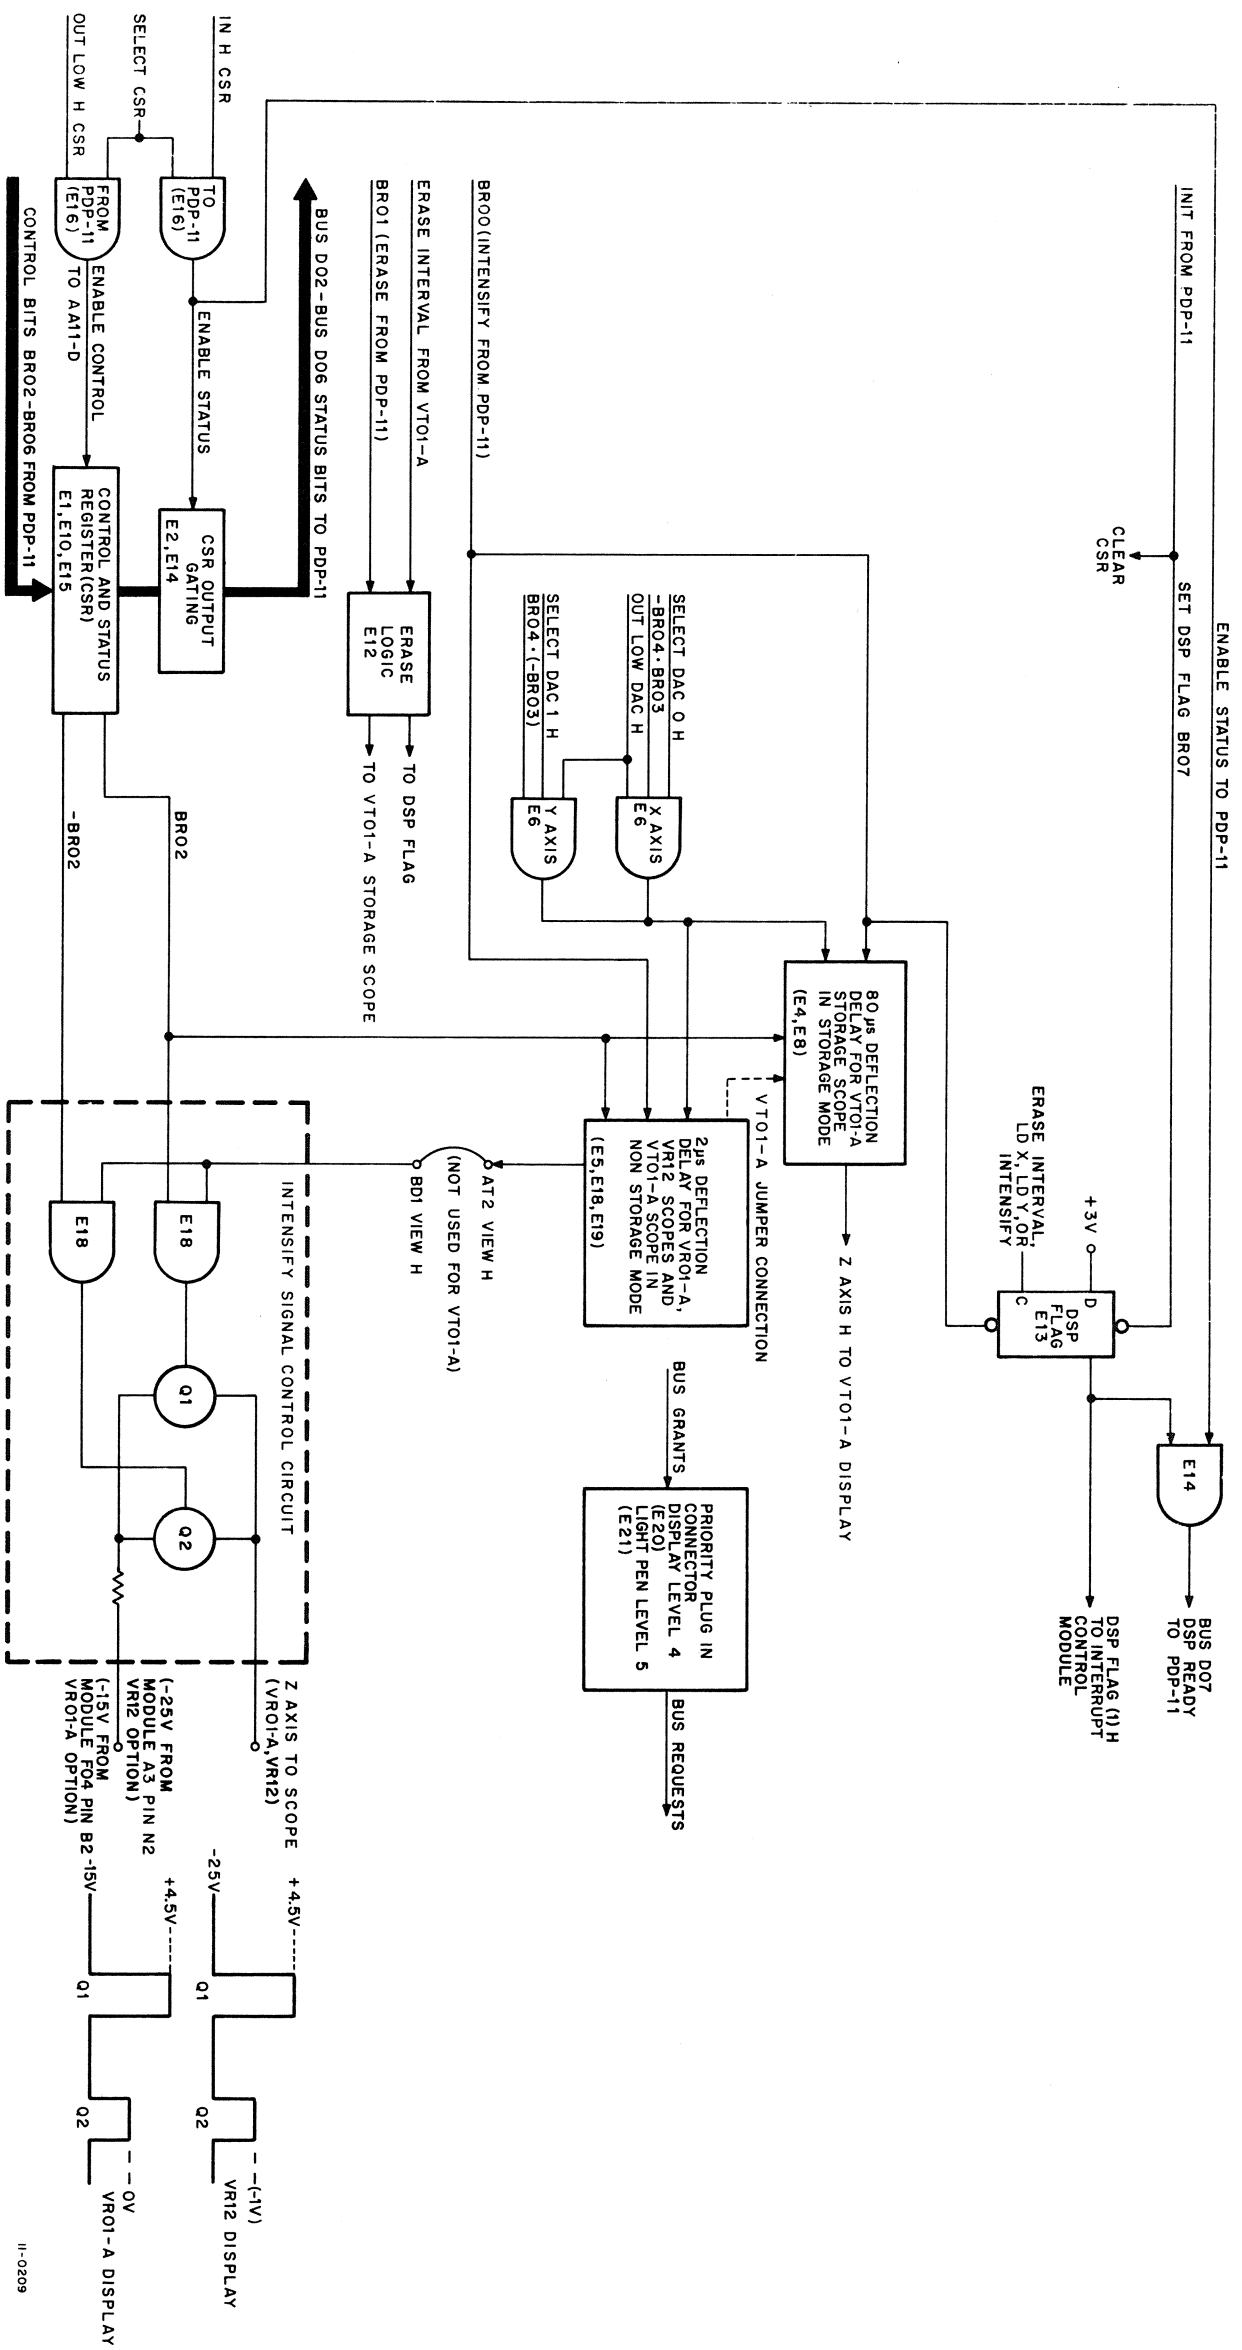 ENABLE STATUS TO PDP-11
INIT FROM PDP-11
SET DSP FLAG BR07
CLEAR
CSR
+3V
D
C
DSP
FLAG
E13
ERASE INTERVAL,
LD X, LD Y, OR
INTENSIFY
E14
BUS D07
DSP READY
TO PDP-11
DSP FLAG (1) H
TO INTERRUPT
CONTROL
MODULE
80 µs DEFLECTION
DELAY FOR VT01-A
STORAGE SCOPE
IN STORAGE MODE
(E4,E8)
Z AXIS H TO VT01-A DISPLAY
VT01-A JUMPER CONNECTION
SELECT DAC 0 H
-BR04·BR03
OUT LOW DAC H
SELECT DAC 1 H
BR04·(-BR03)
X AXIS
E6
Y AXIS
E6
2µs DEFLECTION
DELAY FOR VR01-A,
VR12 SCOPES AND
VT01-A SCOPE IN
NON STORAGE MODE
(E5,E18,E19)
BUS GRANTS
PRIORITY PLUG IN
CONNECTOR
DISPLAY LEVEL 4
(E20)
LIGHT PEN LEVEL 5
(E21)
BUS REQUESTS
BR00 (INTENSIFY FROM PDP-11)
ERASE INTERVAL FROM VT01-A
BR01 (ERASE FROM PDP-11)
ERASE
LOGIC
E12
TO DSP FLAG
TO VT01-A STORAGE SCOPE
AT2 VIEW H
(NOT USED FOR VT01-A)
BD1 VIEW H
BUS D02-BUS D06 STATUS BITS TO PDP-11
IN H CSR
SELECT CSR
OUT LOW H CSR
TO
PDP-11
(E16)
FROM
PDP-11
(E16)
ENABLE STATUS
ENABLE CONTROL
TO AA11-D
CSR OUTPUT
GATING
E2,E14
CONTROL AND STATUS
REGISTER (CSR)
E1,E10,E15
CONTROL BITS BR02-BR06 FROM PDP-11
BR02
-BR02
INTENSIFY SIGNAL CONTROL CIRCUIT
E18
E18
Q1
Q2
Z AXIS TO SCOPE
(VR01-A,VR12)
(-25V FROM
MODULE A3 PIN N2
VR12 OPTION)
(-15V FROM
MODULE F04 PIN B2
VR01-A OPTION)
+4.5V
-25V
Q1
Q2
(-1V)
VR12 DISPLAY
+4.5V
-15V
Q1
Q2
0V
VR01-A DISPLAY
11-0209